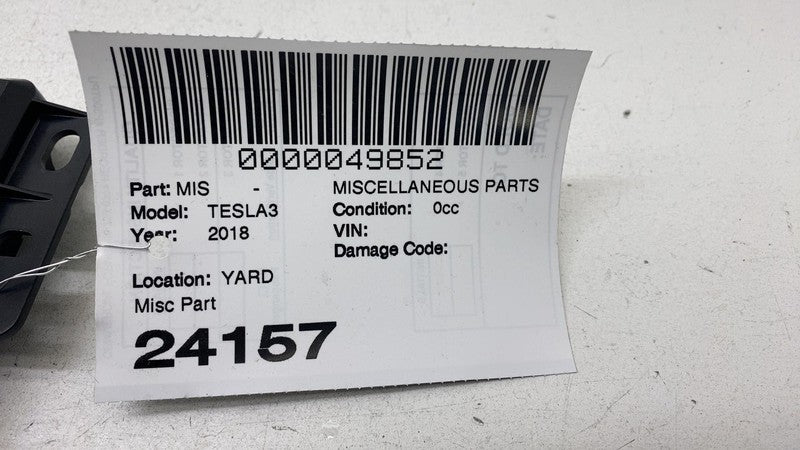 0000049852
Part: MIS - MISCELLANEOUS PARTS
Model: TESLA3 Condition: 0cc
Year: 2018 VIN:
Damage Code:
Location: YARD
Misc Part
24157